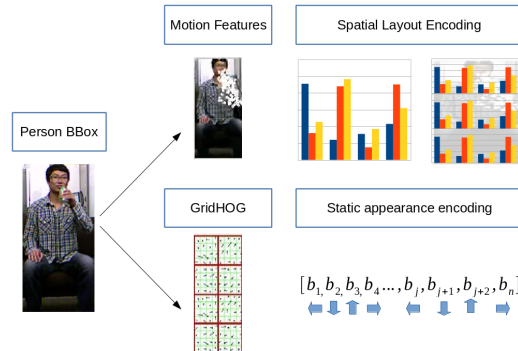 Motion Features
Spatial Layout Encoding
Person BBox
GridHOG
Static appearance encoding
[b₁, b₂, b₃, b₄ ..., bⱼ, bⱼ₊₁, bⱼ₊₂, bₙ]